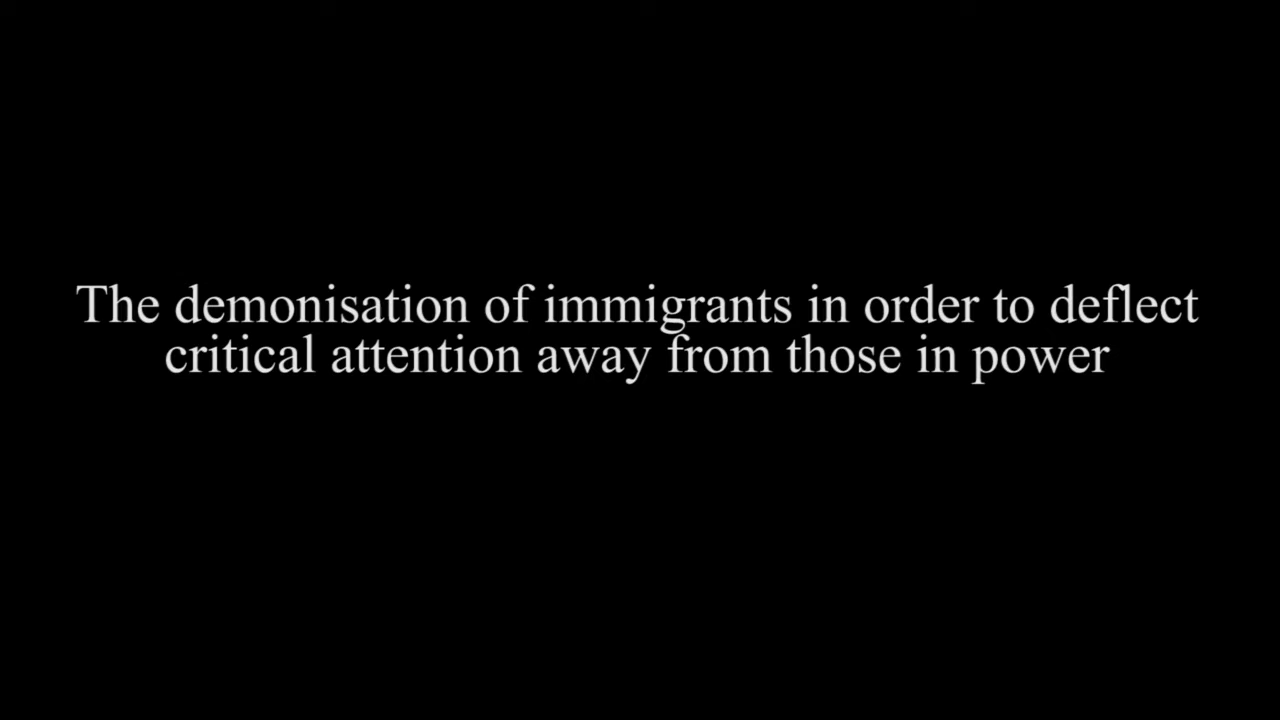 The demonisation of immigrants in order to deflect
critical attention away from those in power